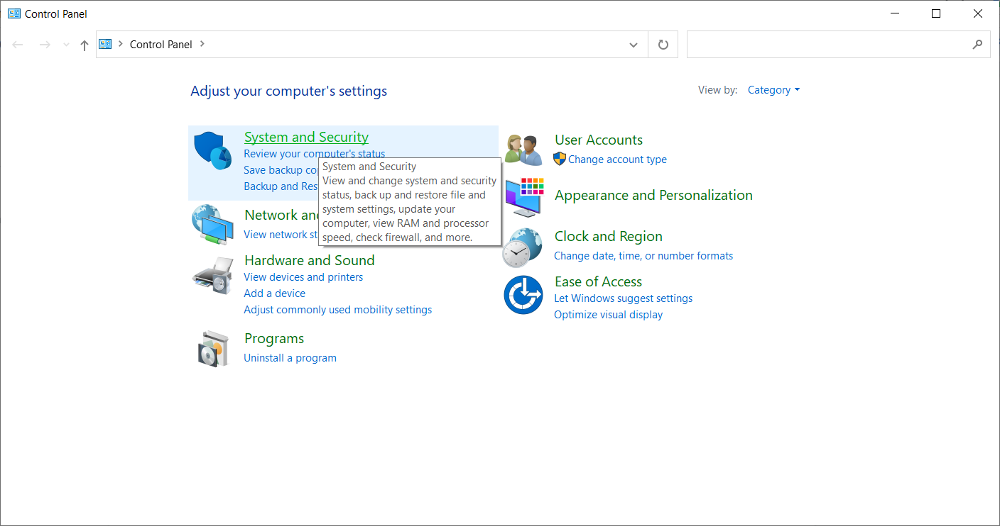 Control Panel
Control Panel
Adjust your computer's settings
View by: Category
System and Security
Review your computer's status
Save backup
Backup and
System and Security
View and change system and security
status, back up and restore file and
system settings, update your
computer, view RAM and processor
speed, check firewall, and more.
Network
View network
Hardware and Sound
View devices and printers
Add a device
Adjust commonly used mobility settings
Programs
Uninstall a program
User Accounts
Change account type
Appearance and Personalization
Clock and Region
Change date, time, or number formats
Ease of Access
Let Windows suggest settings
Optimize visual display